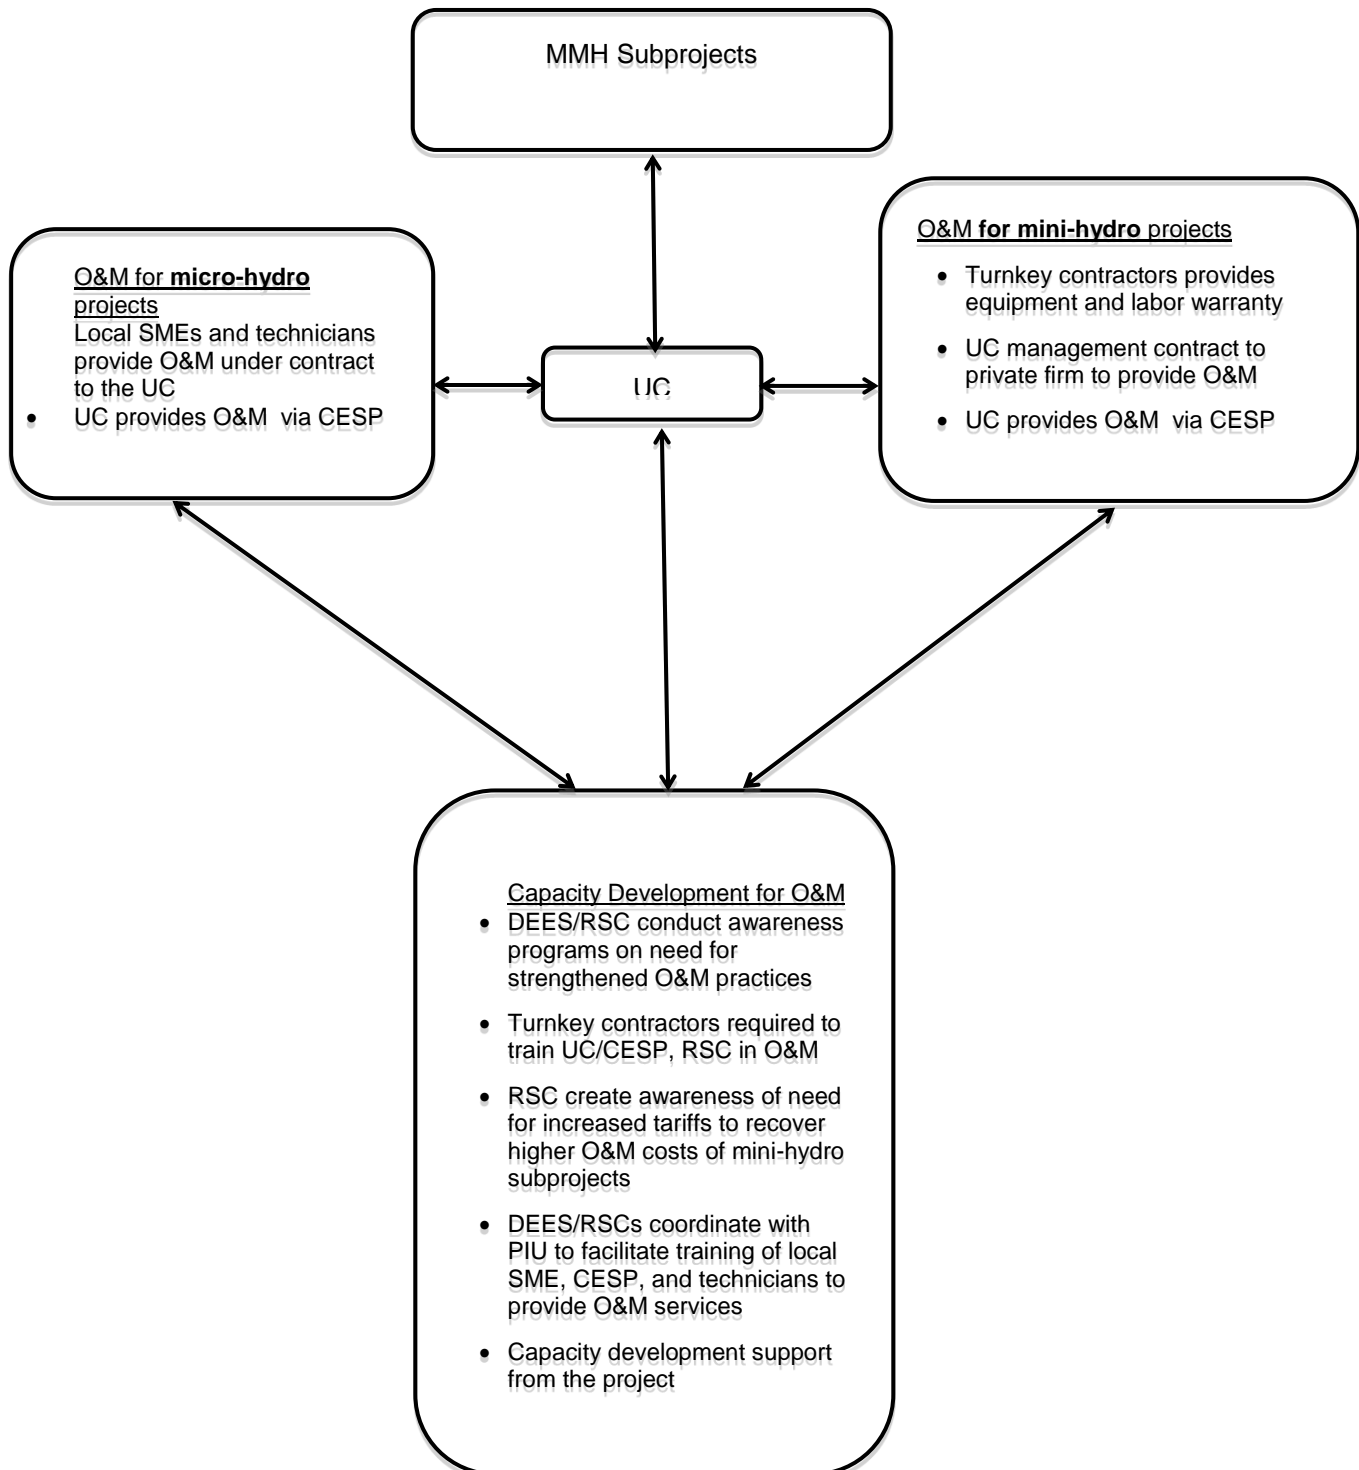 MMH Subprojects
O&M for micro-hydro
projects
Local SMEs and technicians
provide O&M under contract
to the UC
• UC provides O&M via CESP
UC
O&M for mini-hydro projects
• Turnkey contractors provides
equipment and labor warranty
• UC management contract to
private firm to provide O&M
• UC provides O&M via CESP
Capacity Development for O&M
• DEES/RSC conduct awareness
programs on need for
strengthened O&M practices
• Turnkey contractors required to
train UC/CESP, RSC in O&M
• RSC create awareness of need
for increased tariffs to recover
higher O&M costs of mini-hydro
subprojects
• DEES/RSCs coordinate with
PIU to facilitate training of local
SME, CESP, and technicians to
provide O&M services
• Capacity development support
from the project